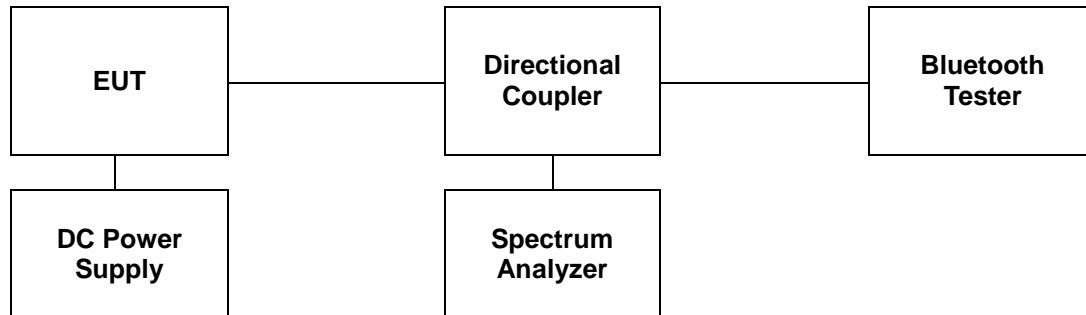 EUT
Directional
Coupler
Bluetooth
Tester
DC Power
Supply
Spectrum
Analyzer